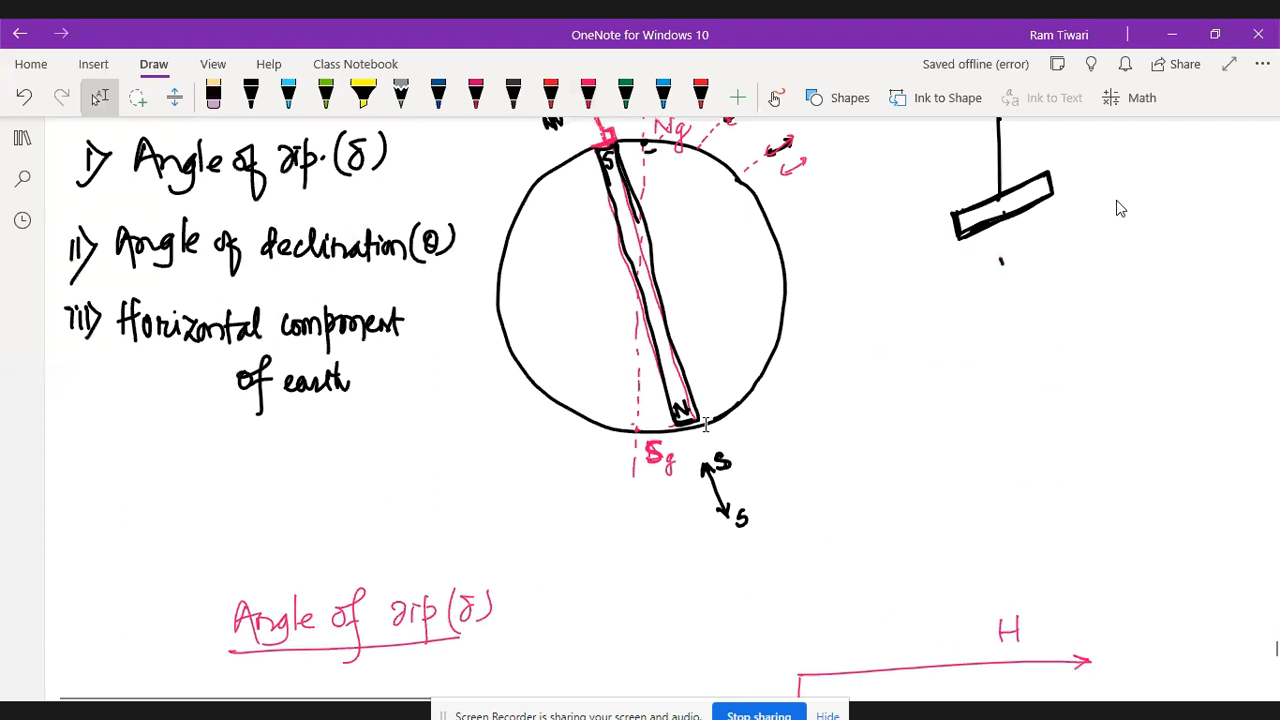 OneNote for Windows 10
Ram Tiwari
Home Insert Draw View Help Class Notebook
Saved offline (error)
Share
Shapes
Ink to Shape
Ink to Text
Math
i) Angle of dip. (δ)
ii) Angle of declination (θ)
iii) Horizontal component
of earth
Ng
S
N
Sg
S
S
Angle of dip (δ)
H
Screen Recorder is sharing your screen and audio.
Stop sharing
Hide